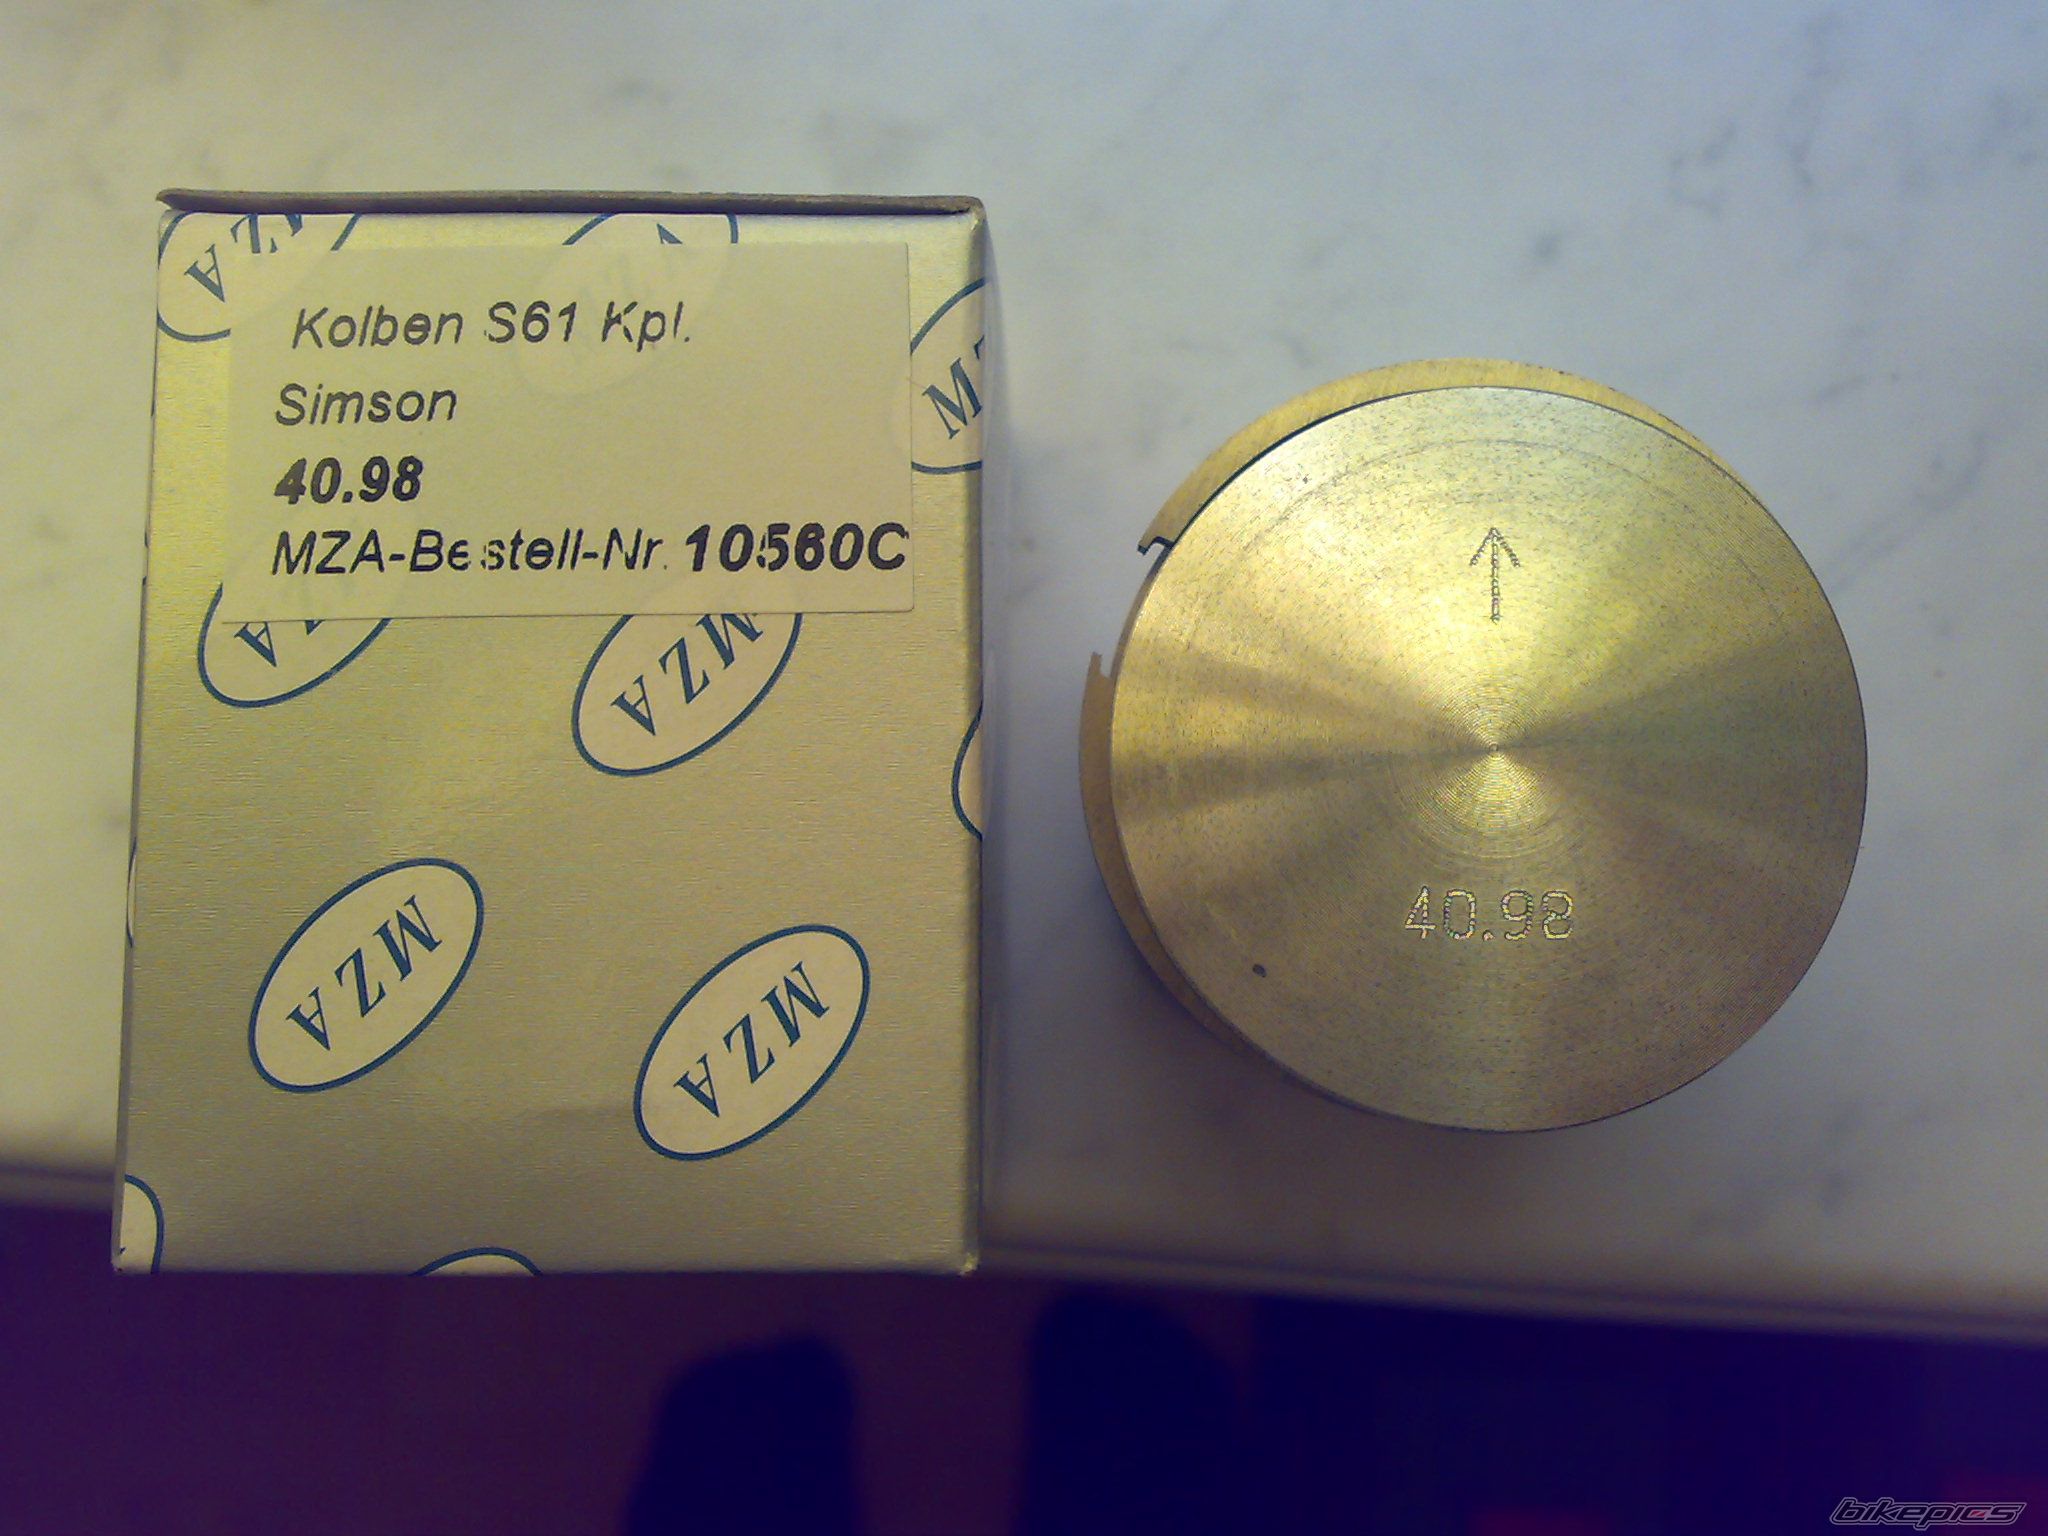 MZA
MZA
Kolben S61 Kpl.
Simson
40.98
MZA-Bestell-Nr. 10560C
MZA
MZA
MZA
MZA
40.98
bikepics